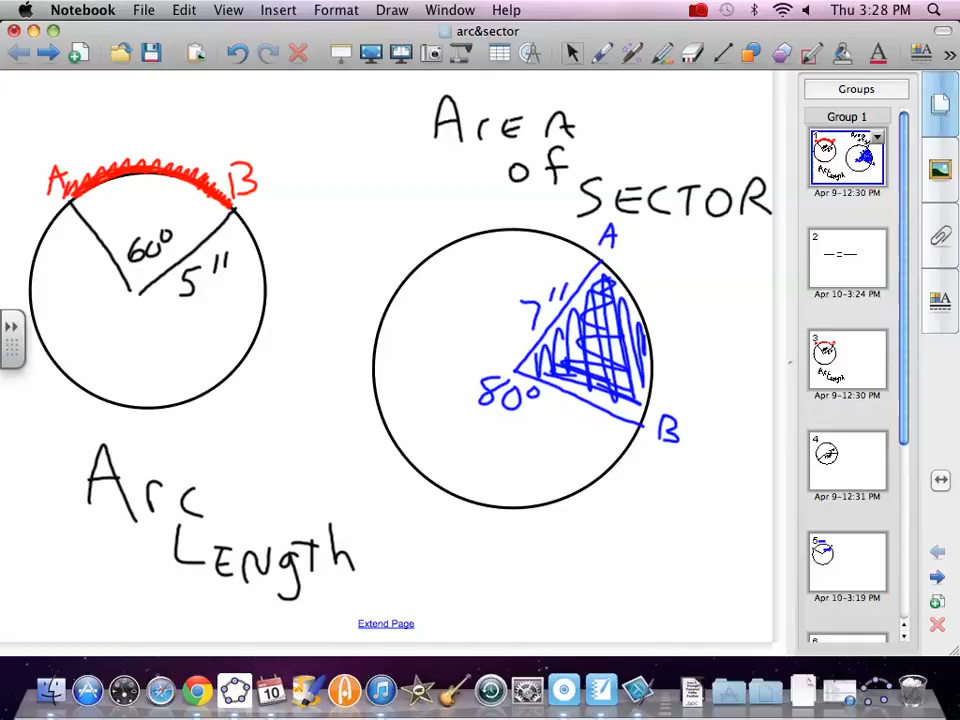 Notebook File Edit View Insert Format Draw Window Help Thu 3:28 PM
arc&sector
Groups
Group 1
1
Apr 9-12:30 PM
2
Apr 10-3:24 PM
3
Apr 9-12:30 PM
4
Apr 9-12:31 PM
5
Apr 10-3:19 PM
AreA
of
SECTOR
A B
60°
5"
A
7"
80°
B
Arc
LENgTh
Extend Page